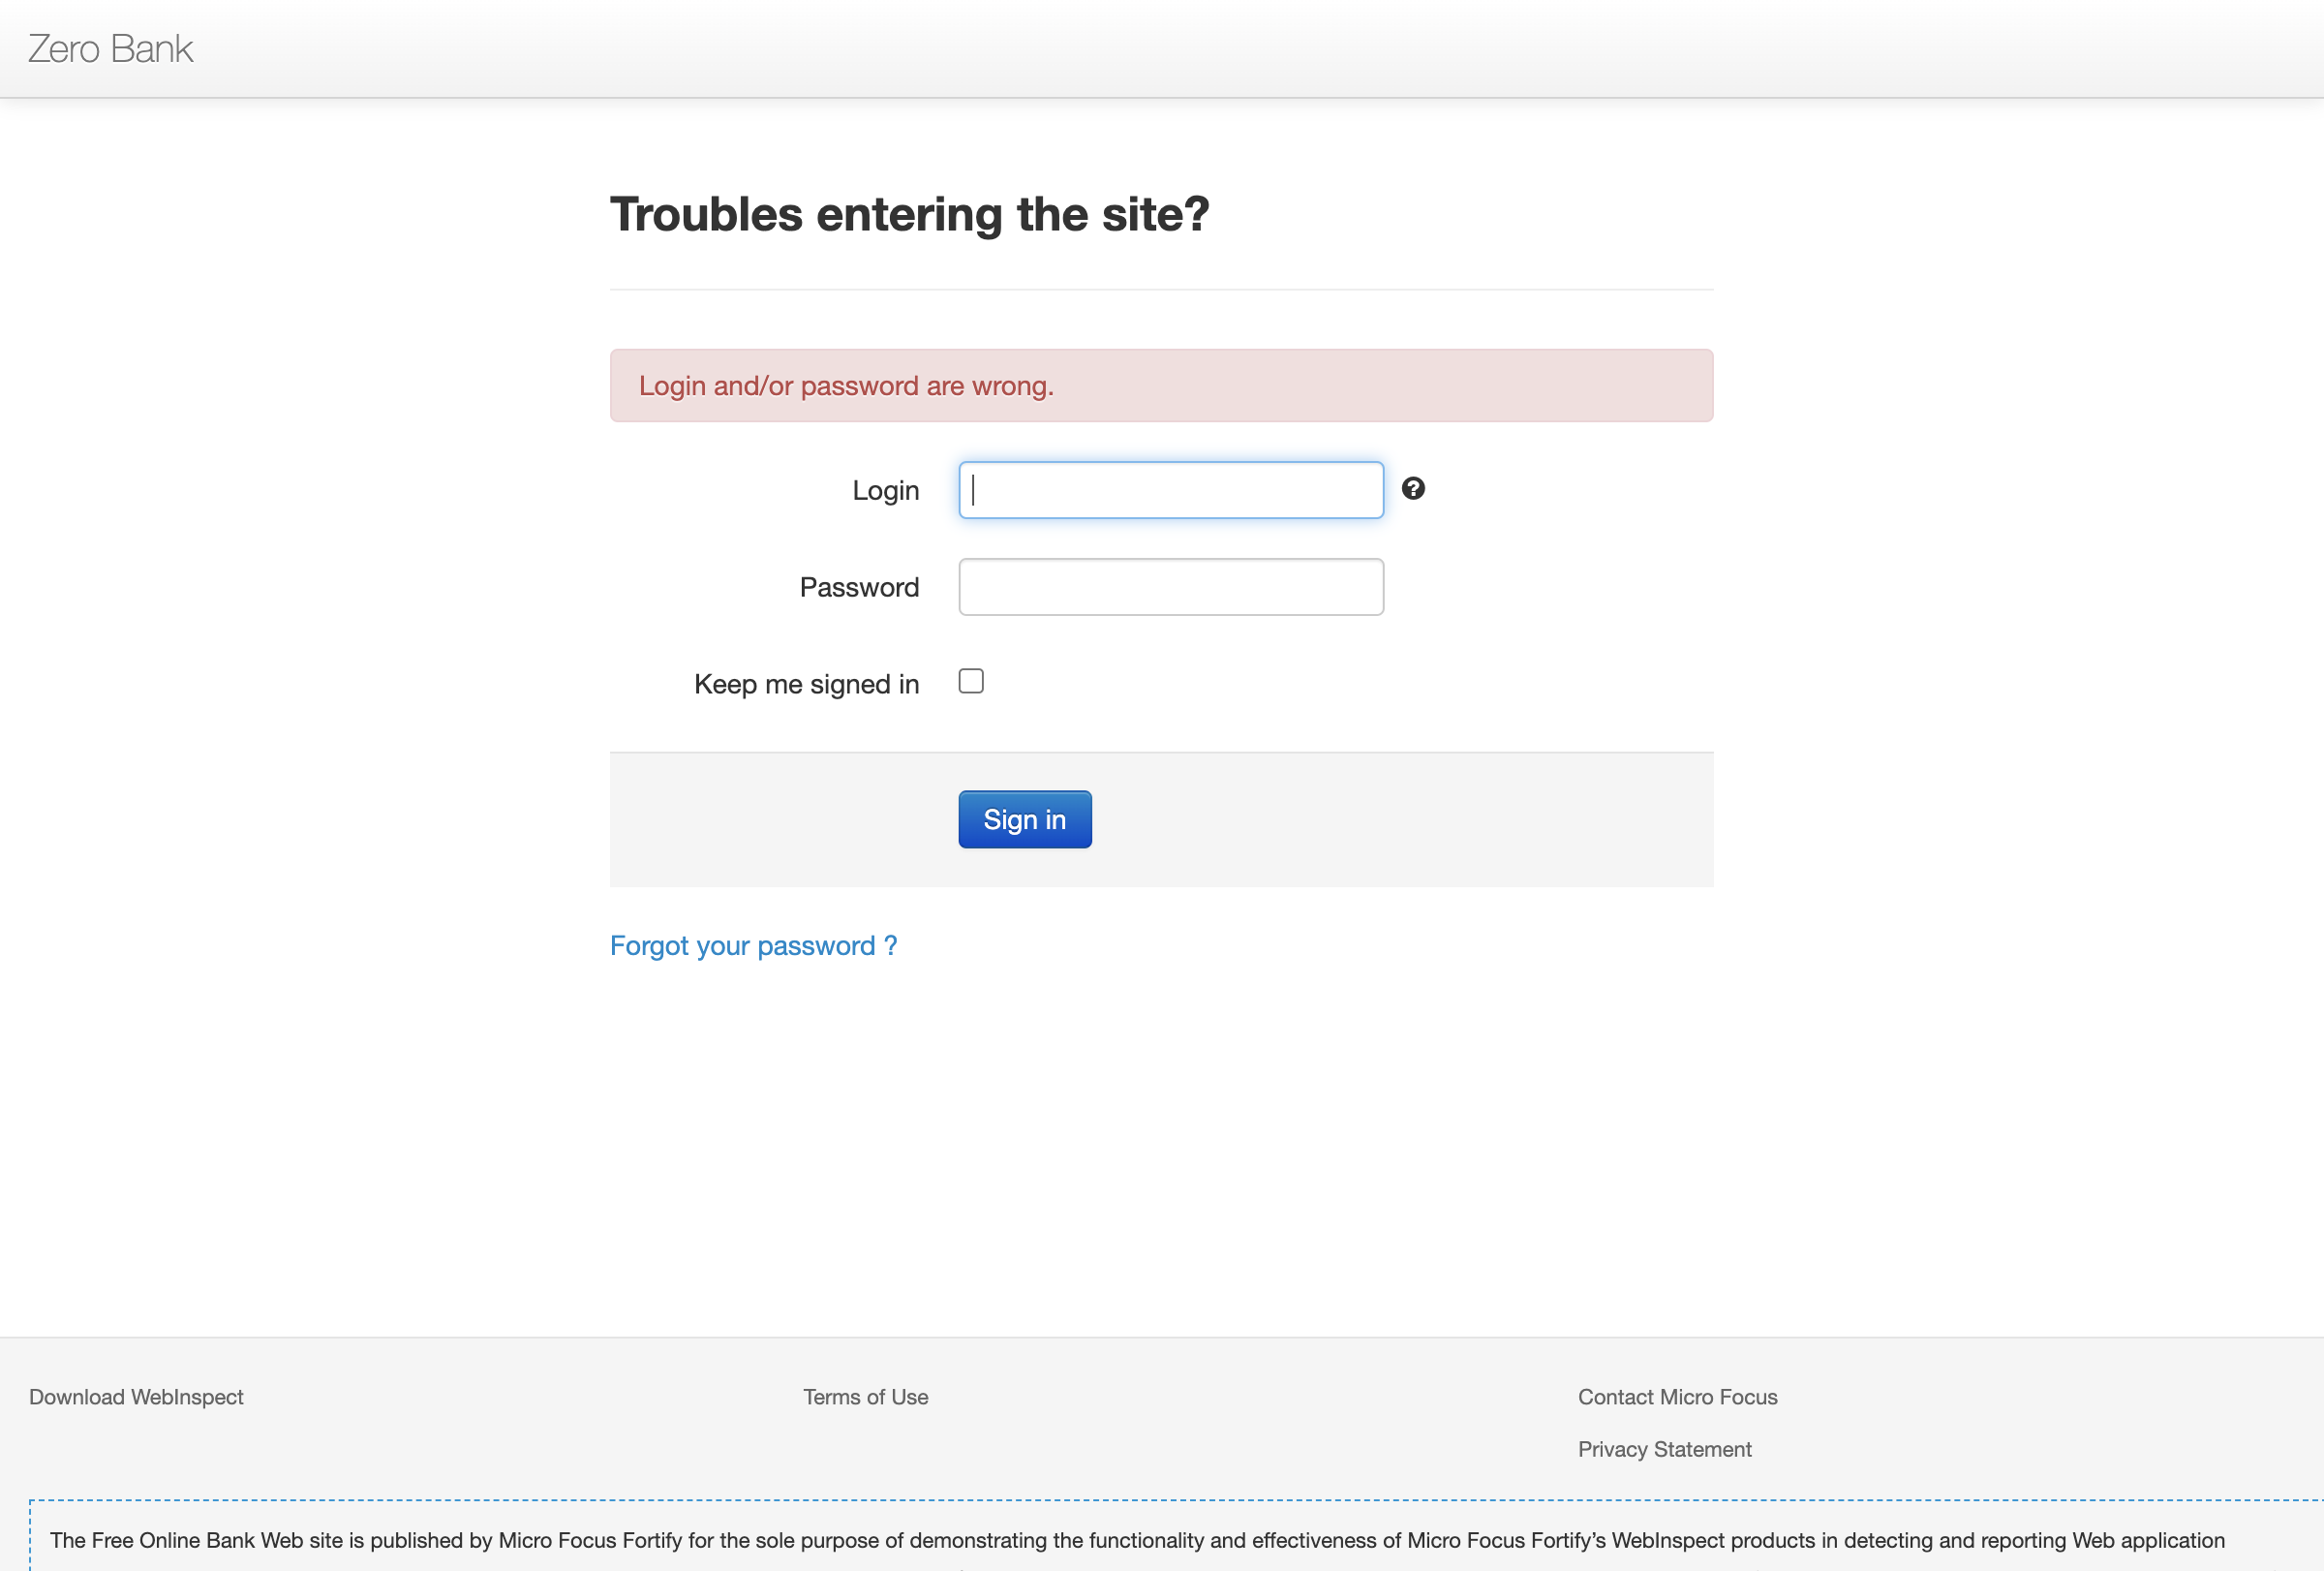 Zero Bank
Troubles entering the site?
Login and/or password are wrong.
Login
Password
Keep me signed in
Sign in
Forgot your password ?
Download WebInspect
Terms of Use
Contact Micro Focus
Privacy Statement
The Free Online Bank Web site is published by Micro Focus Fortify for the sole purpose of demonstrating the functionality and effectiveness of Micro Focus Fortify’s WebInspect products in detecting and reporting Web application